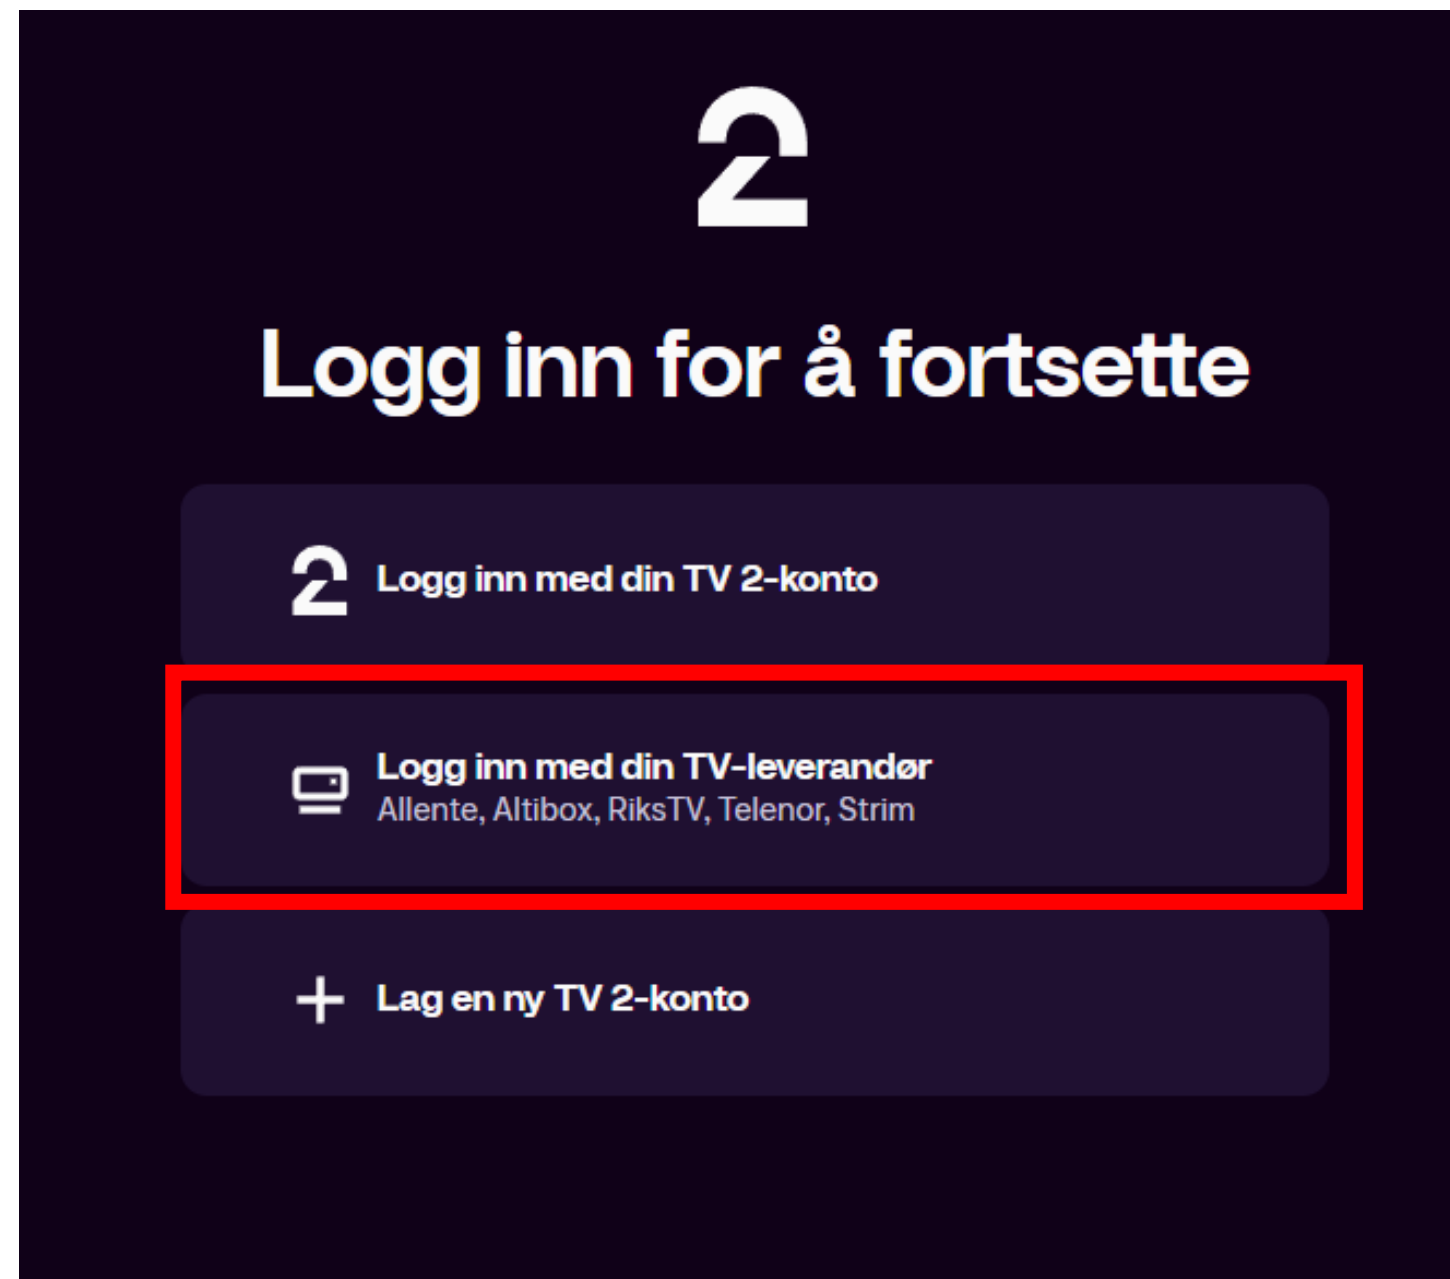 2
Logg inn for å fortsette
2 Logg inn med din TV 2-konto
Logg inn med din TV-leverandør
Allente, Altibox, RiksTV, Telenor, Strim
Lag en ny TV 2-konto